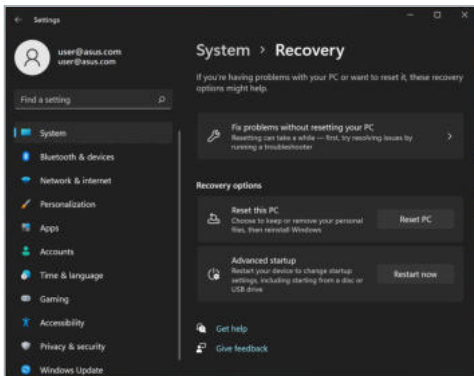 Settings
user@asus.com
user@asus.com
Find a setting
System
Bluetooth & devices
Network & internet
Personalization
Apps
Accounts
Time & language
Gaming
Accessibility
Privacy & security
Windows Update
System > Recovery
If you're having problems with your PC or want to reset it, these recovery
options might help.
Fix problems without resetting your PC
Resetting can take a while — first, try resolving issues by
running a troubleshooter
Recovery options
Reset this PC
Choose to keep or remove your personal
files, then reinstall Windows
Reset PC
Advanced startup
Restart your device to change startup
settings, including starting from a disc or
USB drive
Restart now
Get help
Give feedback